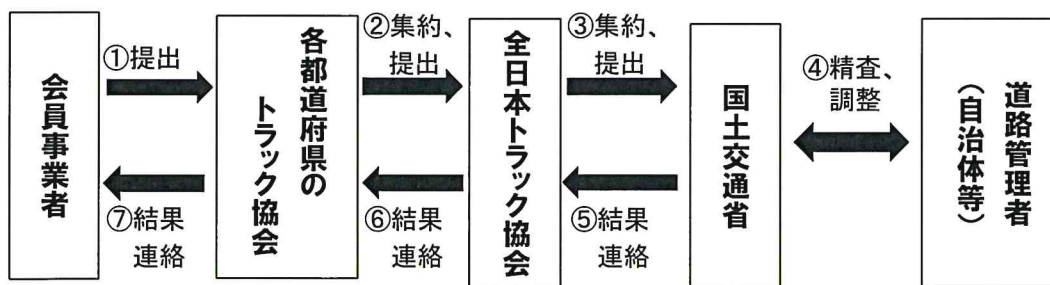 会員事業者
①提出
⑦結果
連絡
各都道府県の
トラック協会
②集約、
提出
⑥結果
連絡
全日本トラック協会
③集約、
提出
⑤結果
連絡
国土交通省
④精査、
調整
道路管理者
（自治体等）